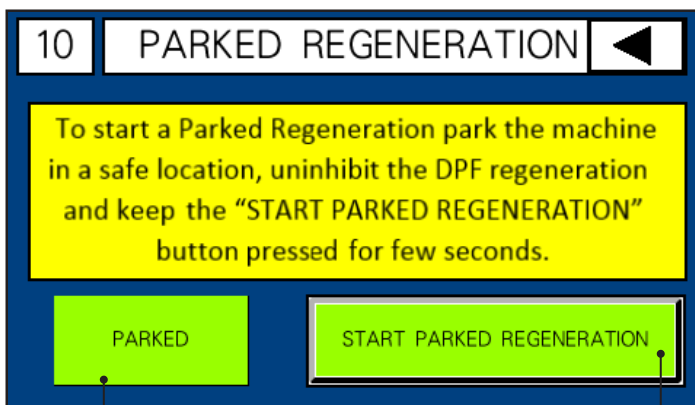 10 PARKED REGENERATION
To start a Parked Regeneration park the machine
in a safe location, uninhibit the DPF regeneration
and keep the “START PARKED REGENERATION”
button pressed for few seconds.
PARKED START PARKED REGENERATION